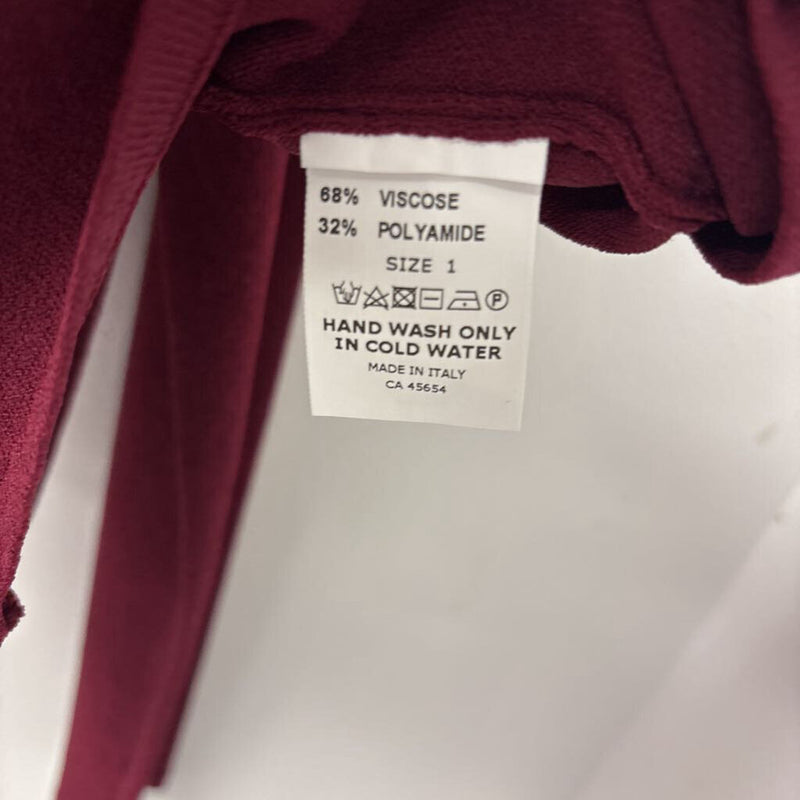 68% VISCOSE
32% POLYAMIDE
SIZE 1
P
HAND WASH ONLY
IN COLD WATER
MADE IN ITALY
CA 45654